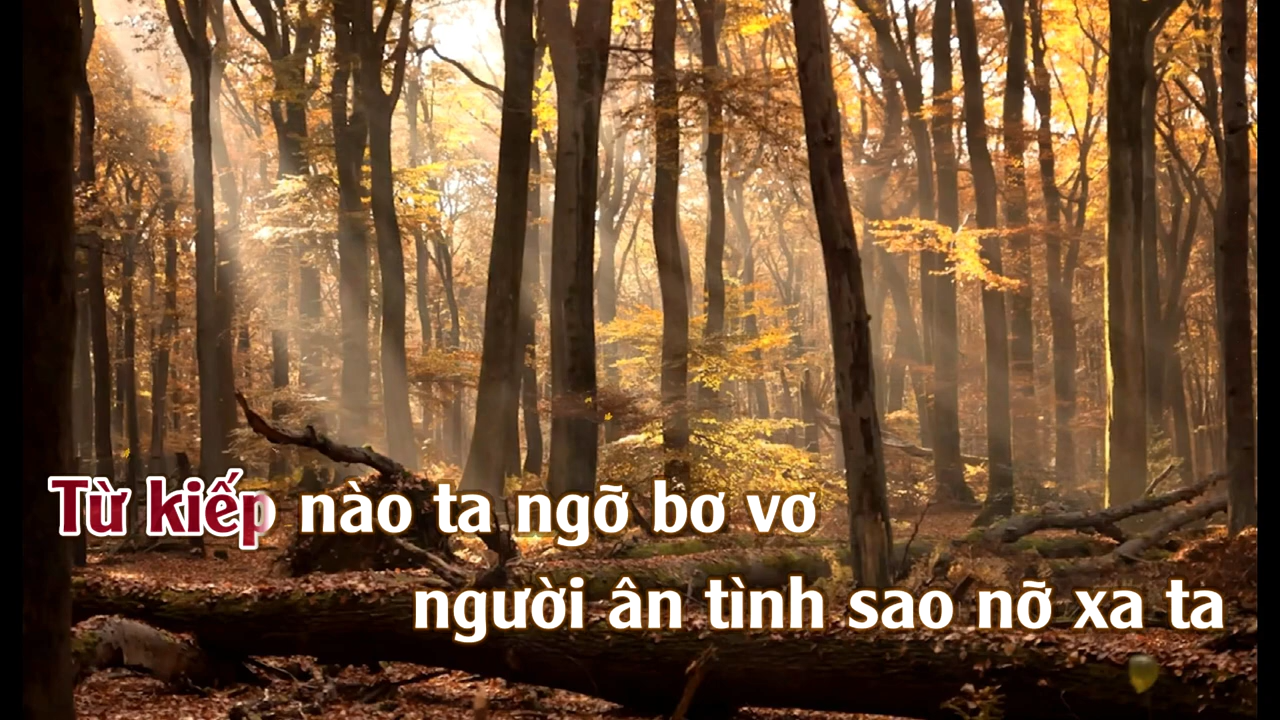 Từ kiếp nào ta ngỡ bơ vơ
người ân tình sao nỡ xa ta